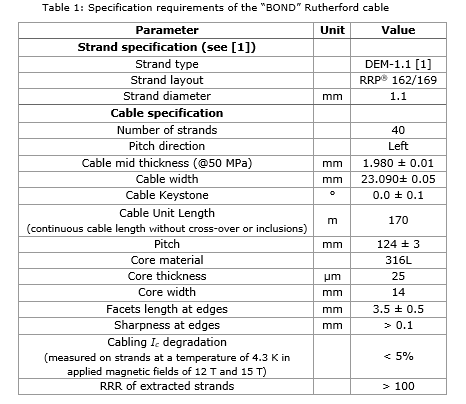 Table 1: Specification requirements of the “BOND” Rutherford cable
Parameter Unit Value
Strand specification (see [1])
Strand type DEM-1.1 [1]
Strand layout RRP® 162/169
Strand diameter mm 1.1
Cable specification
Number of strands 40
Pitch direction Left
Cable mid thickness (@50 MPa) mm 1.980 ± 0.01
Cable width mm 23.090± 0.05
Cable Keystone ° 0.0 ± 0.1
Cable Unit Length
(continuous cable length without cross-over or inclusions) m 170
Pitch mm 124 ± 3
Core material 316L
Core thickness µm 25
Core width mm 14
Facets length at edges mm 3.5 ± 0.5
Sharpness at edges mm > 0.1
Cabling Ic degradation
(measured on strands at a temperature of 4.3 K in
applied magnetic fields of 12 T and 15 T) < 5%
RRR of extracted strands > 100